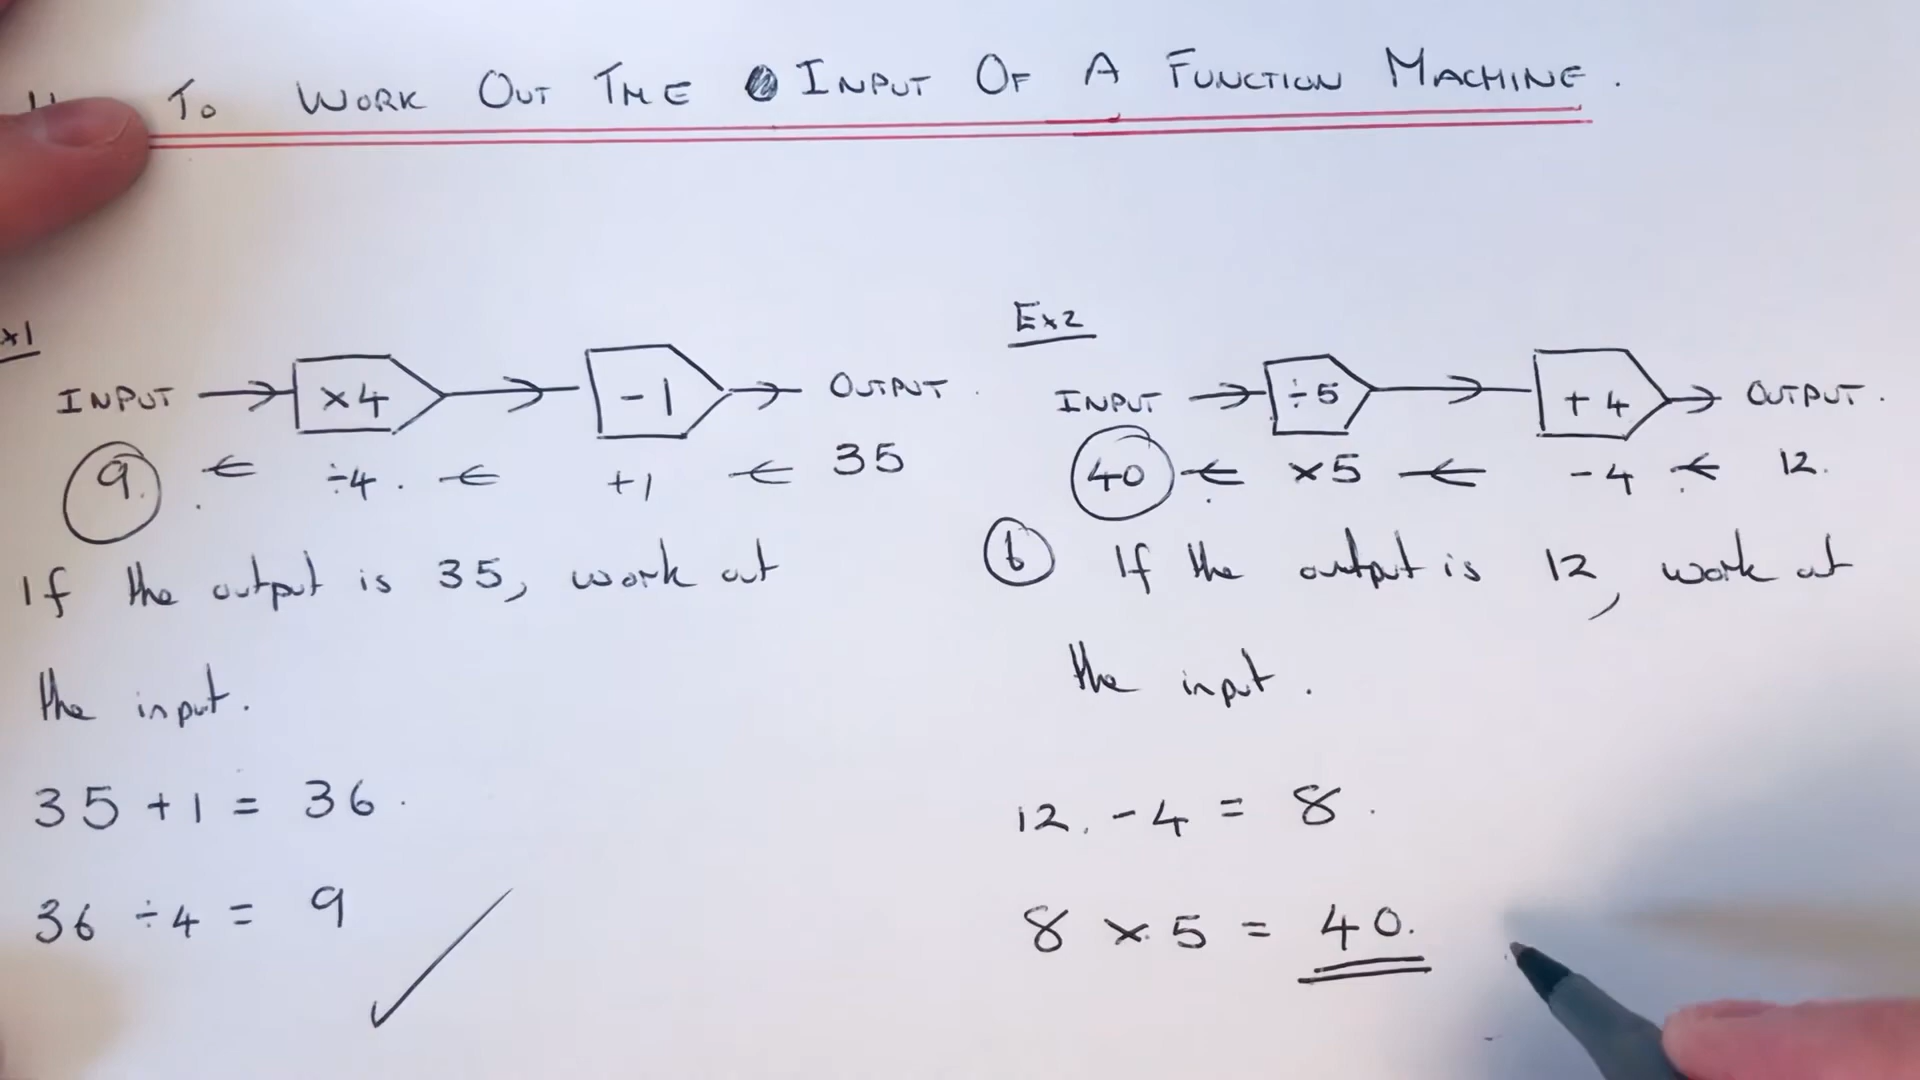 TO WORK OUT THE INPUT OF A FUNCTION MACHINE.
x1
INPUT ×4 -1 OUTPUT
9 ÷4 +1 35
If the output is 35, work out
the input.
35 + 1 = 36
36 ÷ 4 = 9
Ex2
INPUT ÷5 +4 OUTPUT.
40 ×5 -4 12
b If the output is 12, work out
the input.
12 - 4 = 8
8 × 5 = 40